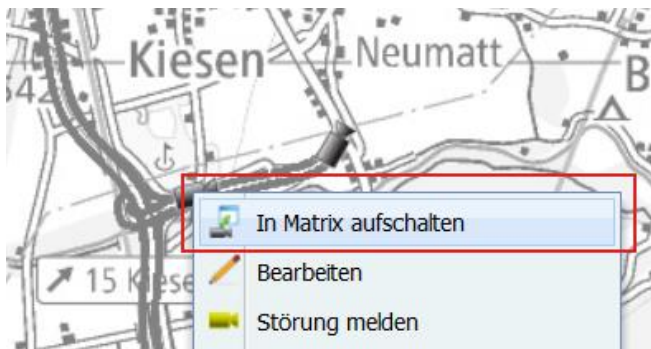 Kiesen
Neumatt
B
342
In Matrix aufschalten
15 Kiese
Bearbeiten
Störung melden